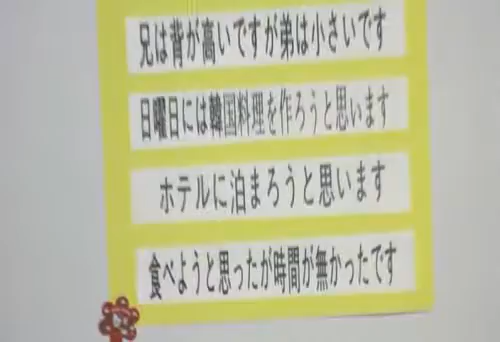 兄は背が高いですが弟は小さいです
日曜日には韓国料理を作ろうと思います
ホテルに泊まろうと思います
食べようと思ったが時間が無かったです